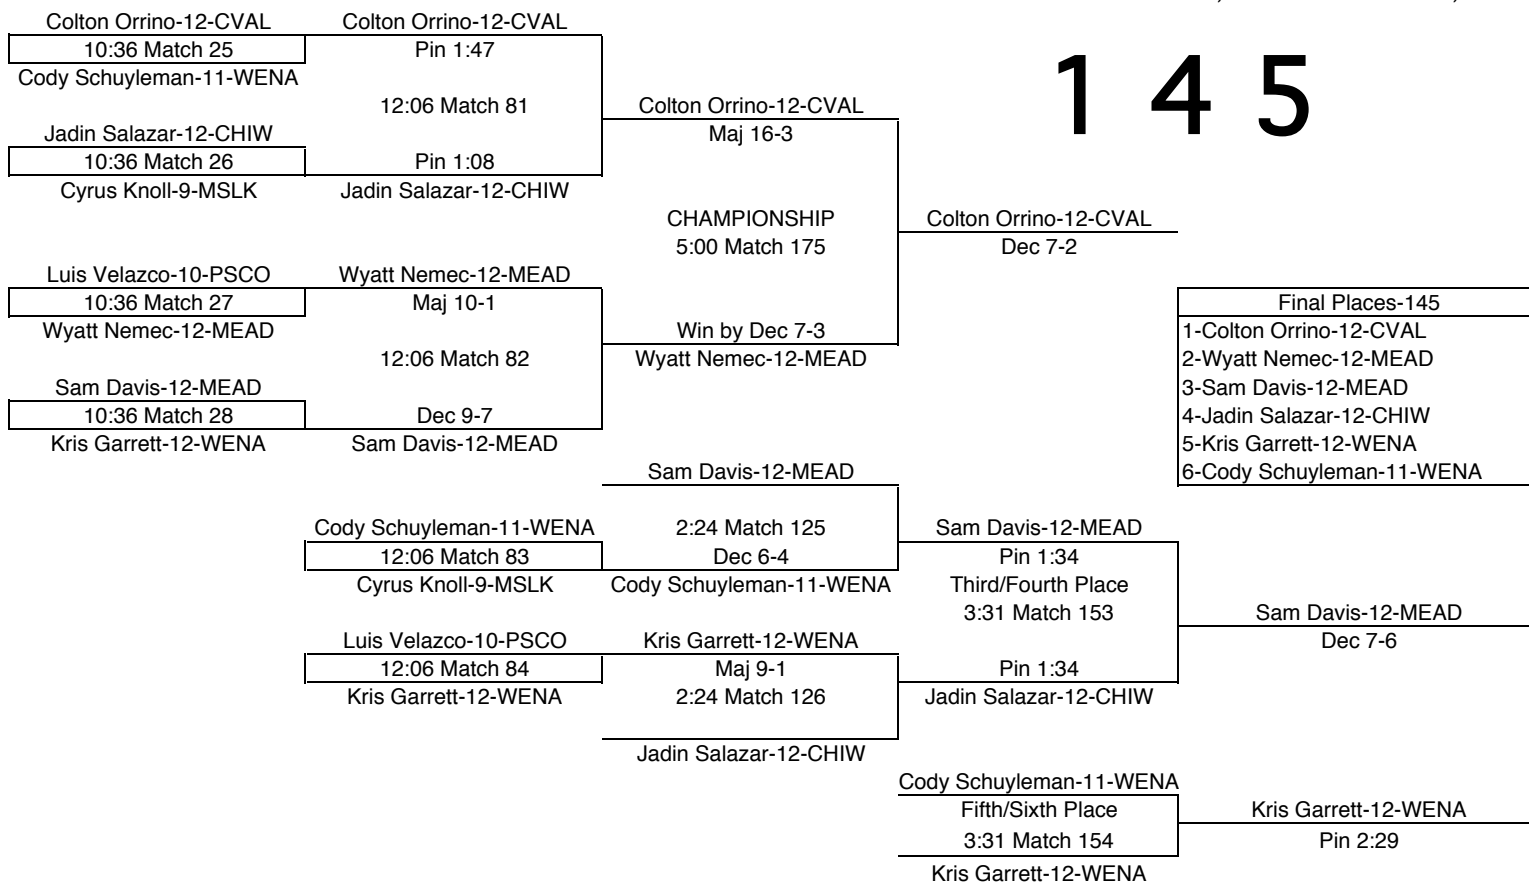 Colton Orrino-12-CVAL
10:36 Match 25
Cody Schuyleman-11-WENA
Jadin Salazar-12-CHIW
10:36 Match 26
Cyrus Knoll-9-MSLK
Luis Velazco-10-PSCO
10:36 Match 27
Wyatt Nemec-12-MEAD
Sam Davis-12-MEAD
10:36 Match 28
Kris Garrett-12-WENA
Colton Orrino-12-CVAL
Pin 1:47
12:06 Match 81
Pin 1:08
Jadin Salazar-12-CHIW
Wyatt Nemec-12-MEAD
Maj 10-1
12:06 Match 82
Dec 9-7
Sam Davis-12-MEAD
Cody Schuyleman-11-WENA
12:06 Match 83
Cyrus Knoll-9-MSLK
Luis Velazco-10-PSCO
12:06 Match 84
Kris Garrett-12-WENA
Colton Orrino-12-CVAL
Maj 16-3
CHAMPIONSHIP
5:00 Match 175
Win by Dec 7-3
Wyatt Nemec-12-MEAD
Sam Davis-12-MEAD
2:24 Match 125
Dec 6-4
Cody Schuyleman-11-WENA
Kris Garrett-12-WENA
Maj 9-1
2:24 Match 126
Jadin Salazar-12-CHIW
1 4 5
Colton Orrino-12-CVAL
Dec 7-2
Sam Davis-12-MEAD
Pin 1:34
Third/Fourth Place
3:31 Match 153
Pin 1:34
Jadin Salazar-12-CHIW
Cody Schuyleman-11-WENA
Fifth/Sixth Place
3:31 Match 154
Kris Garrett-12-WENA
Final Places-145
1-Colton Orrino-12-CVAL
2-Wyatt Nemec-12-MEAD
3-Sam Davis-12-MEAD
4-Jadin Salazar-12-CHIW
5-Kris Garrett-12-WENA
6-Cody Schuyleman-11-WENA
Sam Davis-12-MEAD
Dec 7-6
Kris Garrett-12-WENA
Pin 2:29